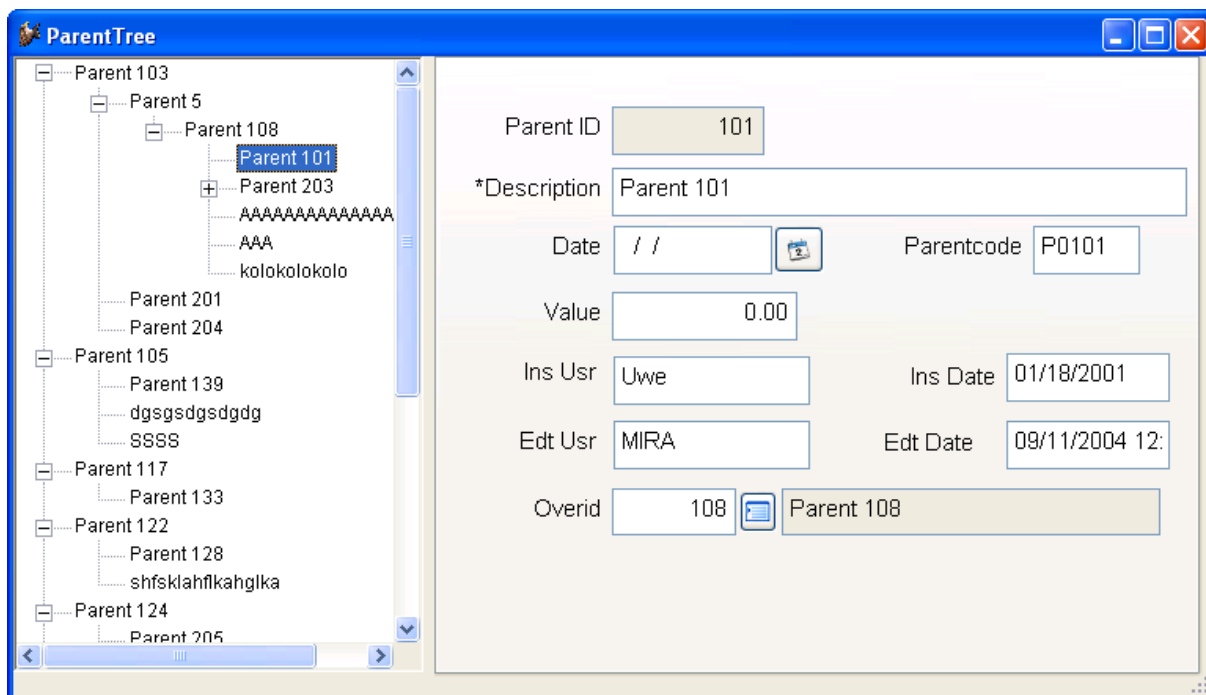 ParentTree
Parent 103
Parent 5
Parent 108
Parent 101
Parent 203
AAAAAAAAAAAAAA
AAA
kolokolokolo
Parent 201
Parent 204
Parent 105
Parent 139
dgsgsdgsdgdg
SSSS
Parent 117
Parent 133
Parent 122
Parent 128
shfsklahflkahglka
Parent 124
Parent 205
Parent ID 101
*Description Parent 101
Date / / Parentcode P0101
Value 0.00
Ins Usr Uwe Ins Date 01/18/2001
Edt Usr MIRA Edt Date 09/11/2004 12:
Overid 108 Parent 108